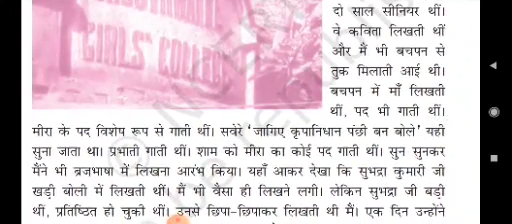 GIRLS' COLLEGE
दो साल सीनियर थीं।
वे कविता लिखती थीं
और मैं भी बचपन से
तुक मिलाती आई थी।
बचपन में माँ लिखती
थीं, पद भी गाती थीं।
मीरा के पद विशेष रूप से गाती थीं। सवेरे ‘जागिए कृपानिधान पंछी बन बोले’ यही
सुना जाता था। प्रभाती गाती थीं। शाम को मीरा का कोई पद गाती थीं। सुन सुनकर
मैंने भी ब्रजभाषा में लिखना आरंभ किया। यहाँ आकर देखा कि सुभद्रा कुमारी जी
खड़ी बोली में लिखती थीं। मैं भी वैसा ही लिखने लगी। लेकिन सुभद्रा जी बड़ी
थीं, प्रतिष्ठित हो चुकी थीं। उनसे छिपा-छिपाकर लिखती थी मैं। एक दिन उन्होंने